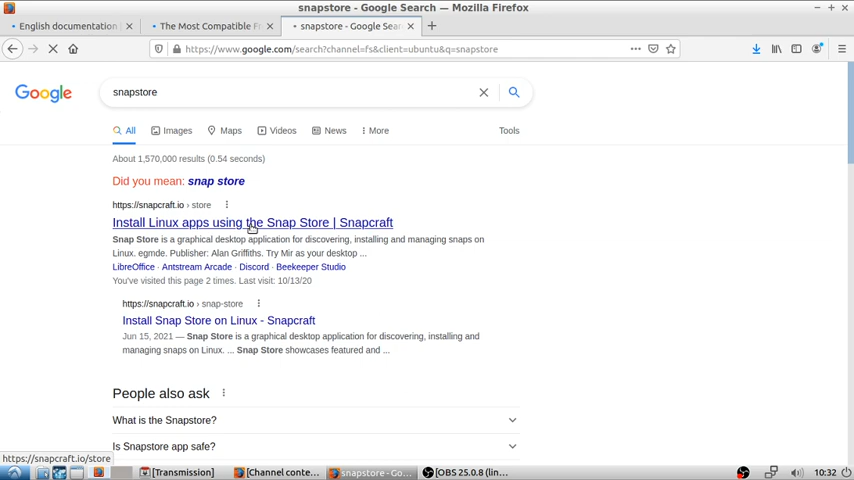 snapstore - Google Search — Mozilla Firefox
English documentation
The Most Compatible Fr
snapstore - Google Sear
https://www.google.com/search?channel=fs&client=ubuntu&q=snapstore
Google
snapstore
All
Images
Maps
Videos
News
More
Tools
About 1,570,000 results (0.54 seconds)
Did you mean: snap store
https://snapcraft.io › store
Install Linux apps using the Snap Store | Snapcraft
Snap Store is a graphical desktop application for discovering, installing and managing snaps on
Linux. egmde. Publisher: Alan Griffiths. Try Mir as your desktop ...
LibreOffice · Antstream Arcade · Discord · Beekeeper Studio
You've visited this page 2 times. Last visit: 10/13/20
https://snapcraft.io › snap-store
Install Snap Store on Linux - Snapcraft
Jun 15, 2021 — Snap Store is a graphical desktop application for discovering, installing and
managing snaps on Linux. ... Snap Store showcases featured and ...
People also ask
What is the Snapstore?
Is Snapstore app safe?
https://snapcraft.io/store
[Transmission]
[Channel conte...
snapstore - Go...
[OBS 25.0.8 (lin...
10:32